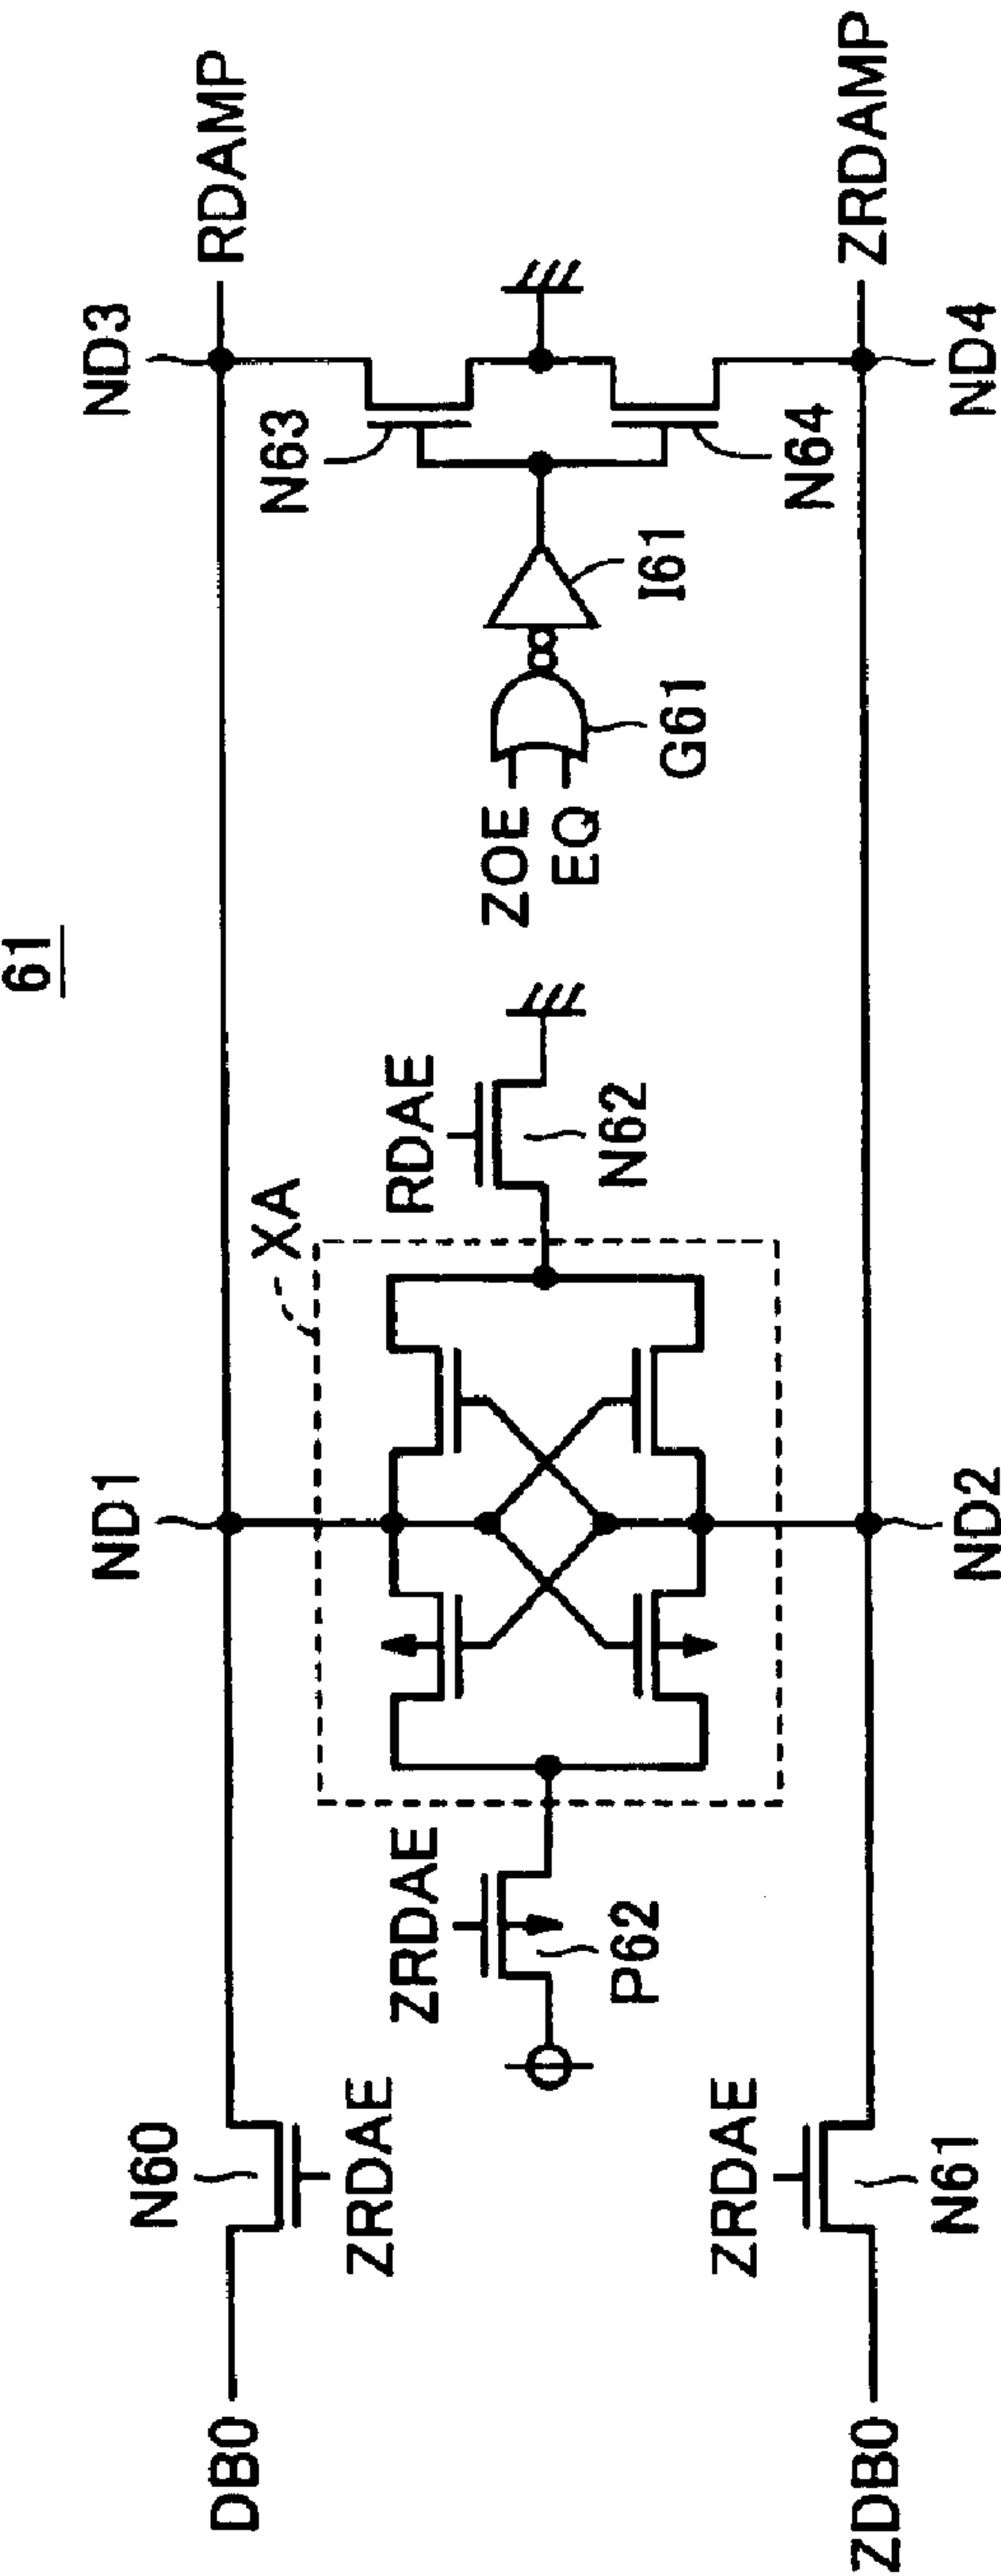 61
ND1
ND3
RDAMP
XA
N60
ZRDAE
ZRDAE
RDAE
N63
DB0
P62
N62
ZOE
EQ
G61
I61
ZRDAE
N64
N61
ZDB0
ND2
ND4
ZRDAMP